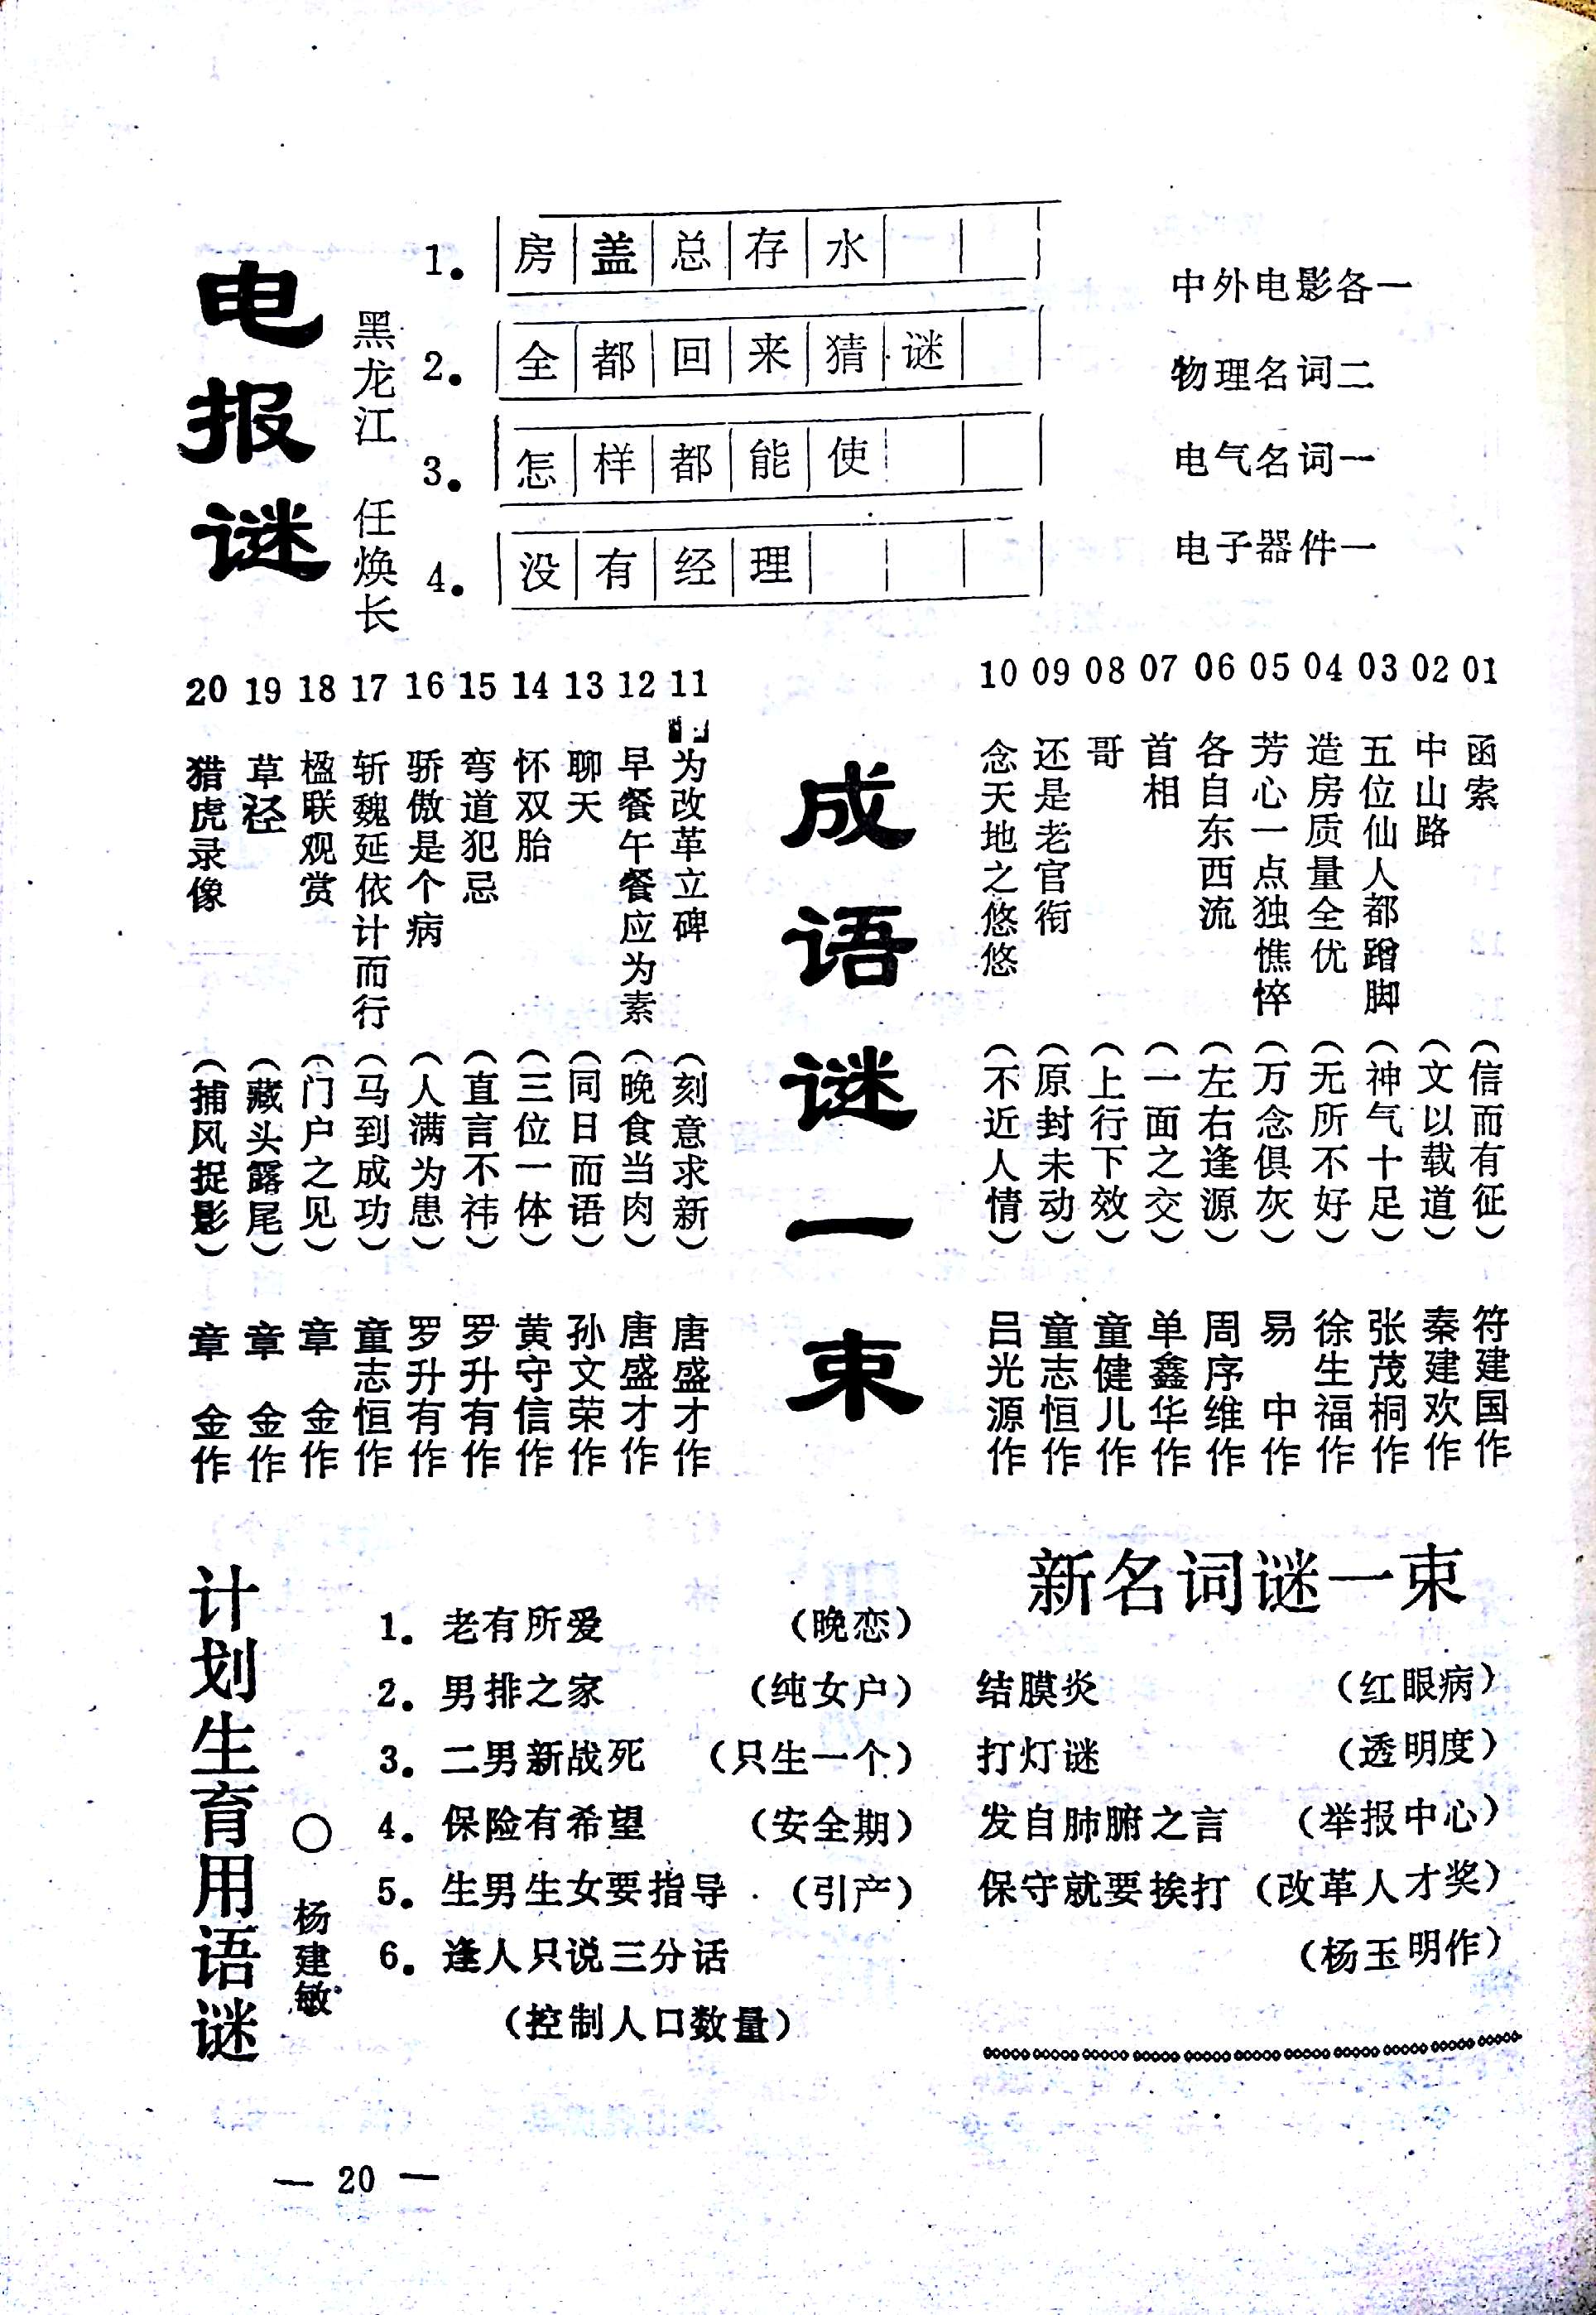 电报谜
黑龙江 任焕长
1. 房盖总存水 中外电影各一
2. 全都回来猜谜 物理名词二
3. 怎样都能使 电气名词一
4. 没有经理 电子器件一
成语谜一束
01 函索 （信而有征） 符建国作
02 中山路 （文以载道） 秦建欢作
03 五位仙人都蹭脚 （神气十足） 张茂桐作
04 造房质量全优 （无所不好） 徐生福作
05 芳心一点独憔悴 （万念俱灰） 易中作
06 各自东西流 （左右逢源） 周序维作
07 首相 （一面之交） 单鑫华作
08 哥 （上行下效） 童健儿作
09 还是老官衔 （原封未动） 童志恒作
10 念天地之悠悠 （不近人情） 吕光源作
11 为改革立碑 （刻意求新） 唐盛才作
12 早餐午餐应为素 （晚食当肉） 唐盛才作
13 聊天 （同日而语） 孙文荣作
14 怀双胎 （三位一体） 黄守信作
15 弯道犯忌 （直言不祎） 罗升有作
16 骄傲是个病 （人满为患） 罗升有作
17 斩魏延依计而行 （马到成功） 童志恒作
18 楹联观赏 （门户之见） 章金作
19 草径 （藏头露尾） 章金作
20 猎虎录像 （捕风捉影） 章金作
计划生育用语谜
○ 杨建敏
1. 老有所爱 （晚恋）
2. 男排之家 （纯女户）
3. 二男新战死 （只生一个）
4. 保险有希望 （安全期）
5. 生男生女要指导 （引产）
6. 逢人只说三分话
（控制人口数量）
新名词谜一束
结膜炎 （红眼病）
打灯谜 （透明度）
发自肺腑之言 （举报中心）
保守就要挨打 （改革人才奖）
（杨玉明作）
— 20 —